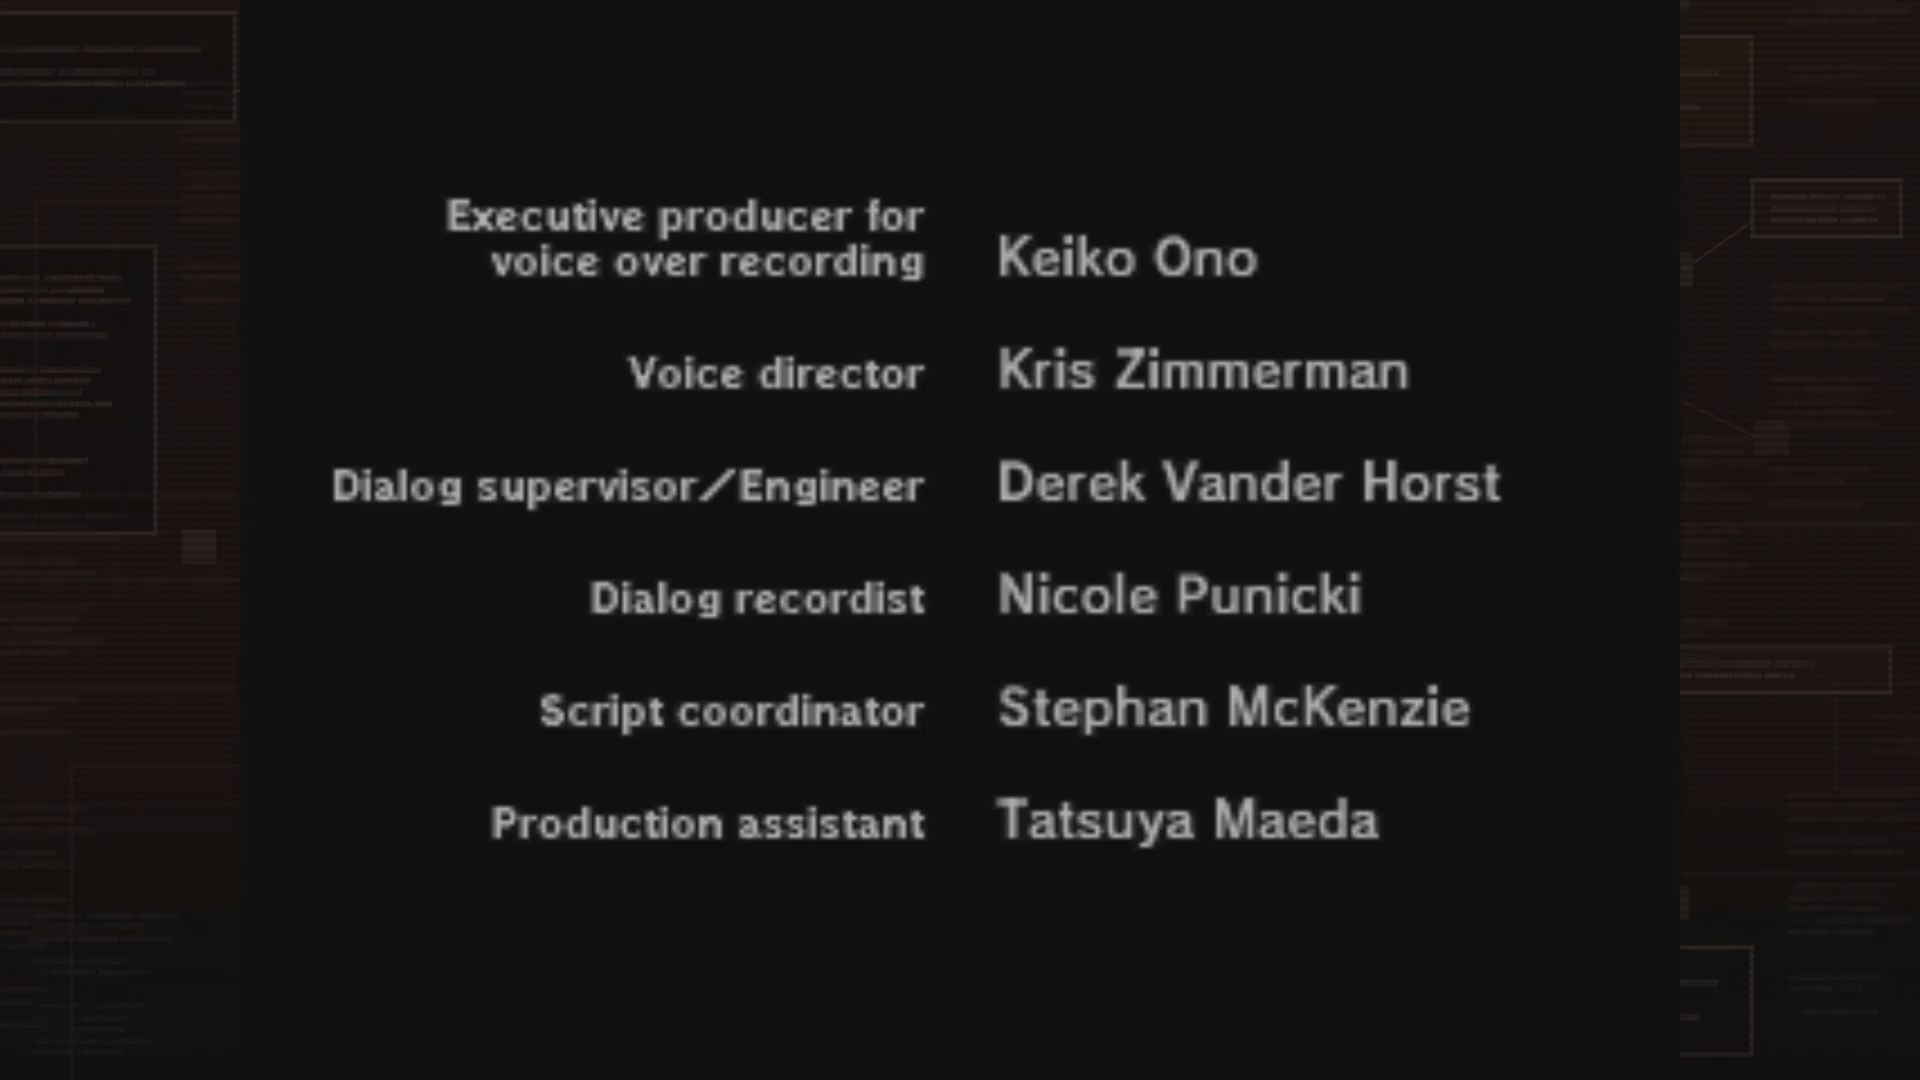 Executive producer for
voice over recording Keiko Ono
Voice director Kris Zimmerman
Dialog supervisor/Engineer Derek Vander Horst
Dialog recordist Nicole Punicki
Script coordinator Stephan McKenzie
Production assistant Tatsuya Maeda